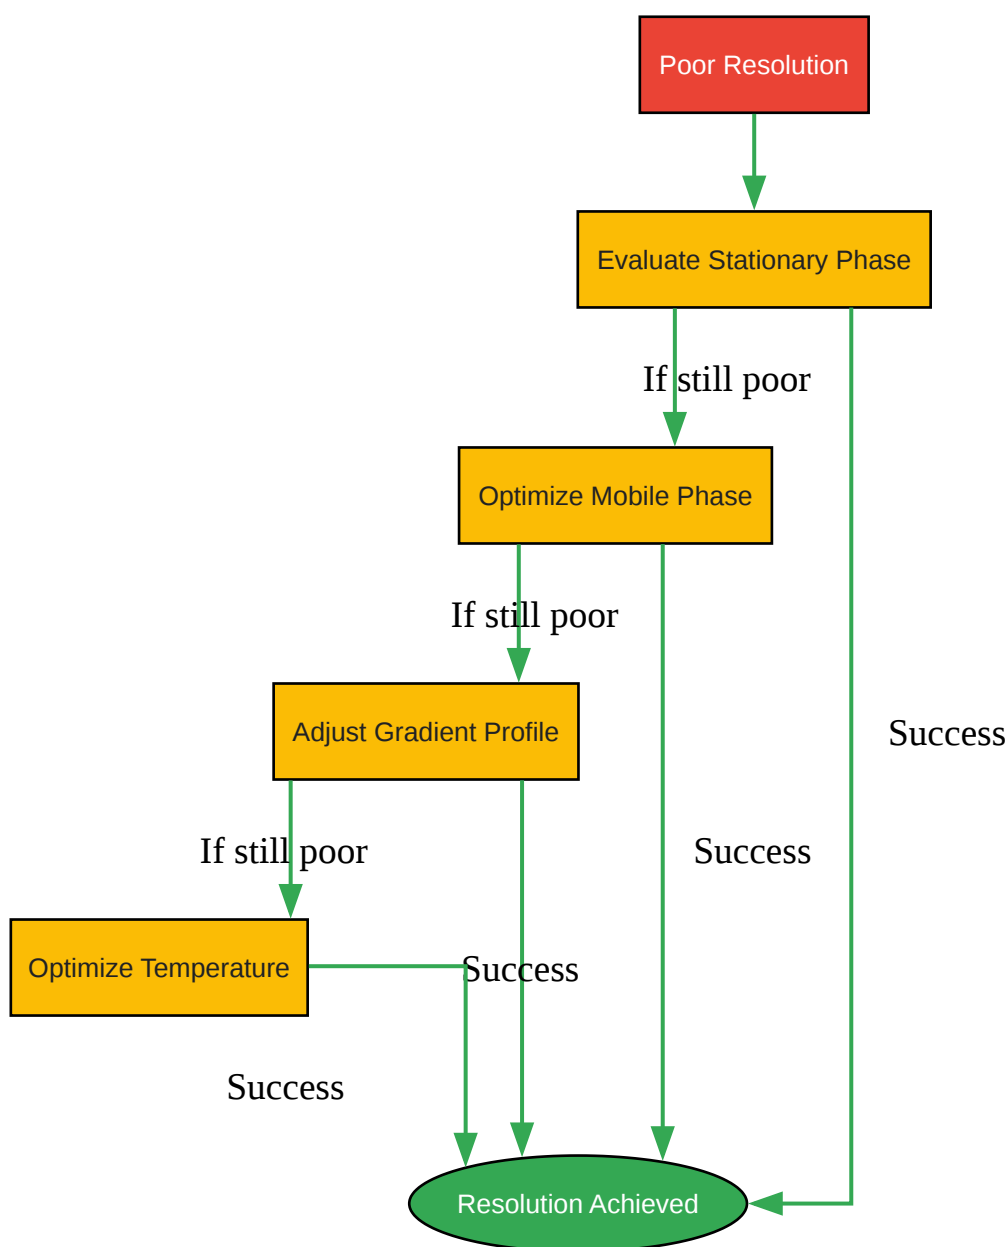 Poor Resolution
Evaluate Stationary Phase
If still poor
Optimize Mobile Phase
If still poor
Adjust Gradient Profile
Success
If still poor
Success
Optimize Temperature
Success
Success
Resolution Achieved